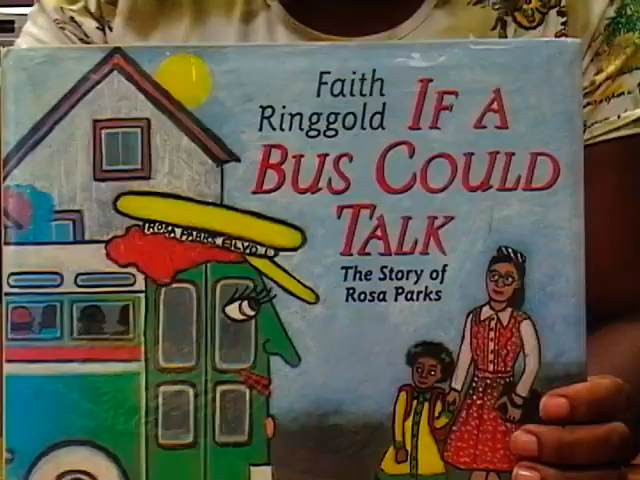 Faith
Ringgold
IF A
BUS COULD
TALK
The Story of
Rosa Parks
ROSA PARKS BLVD